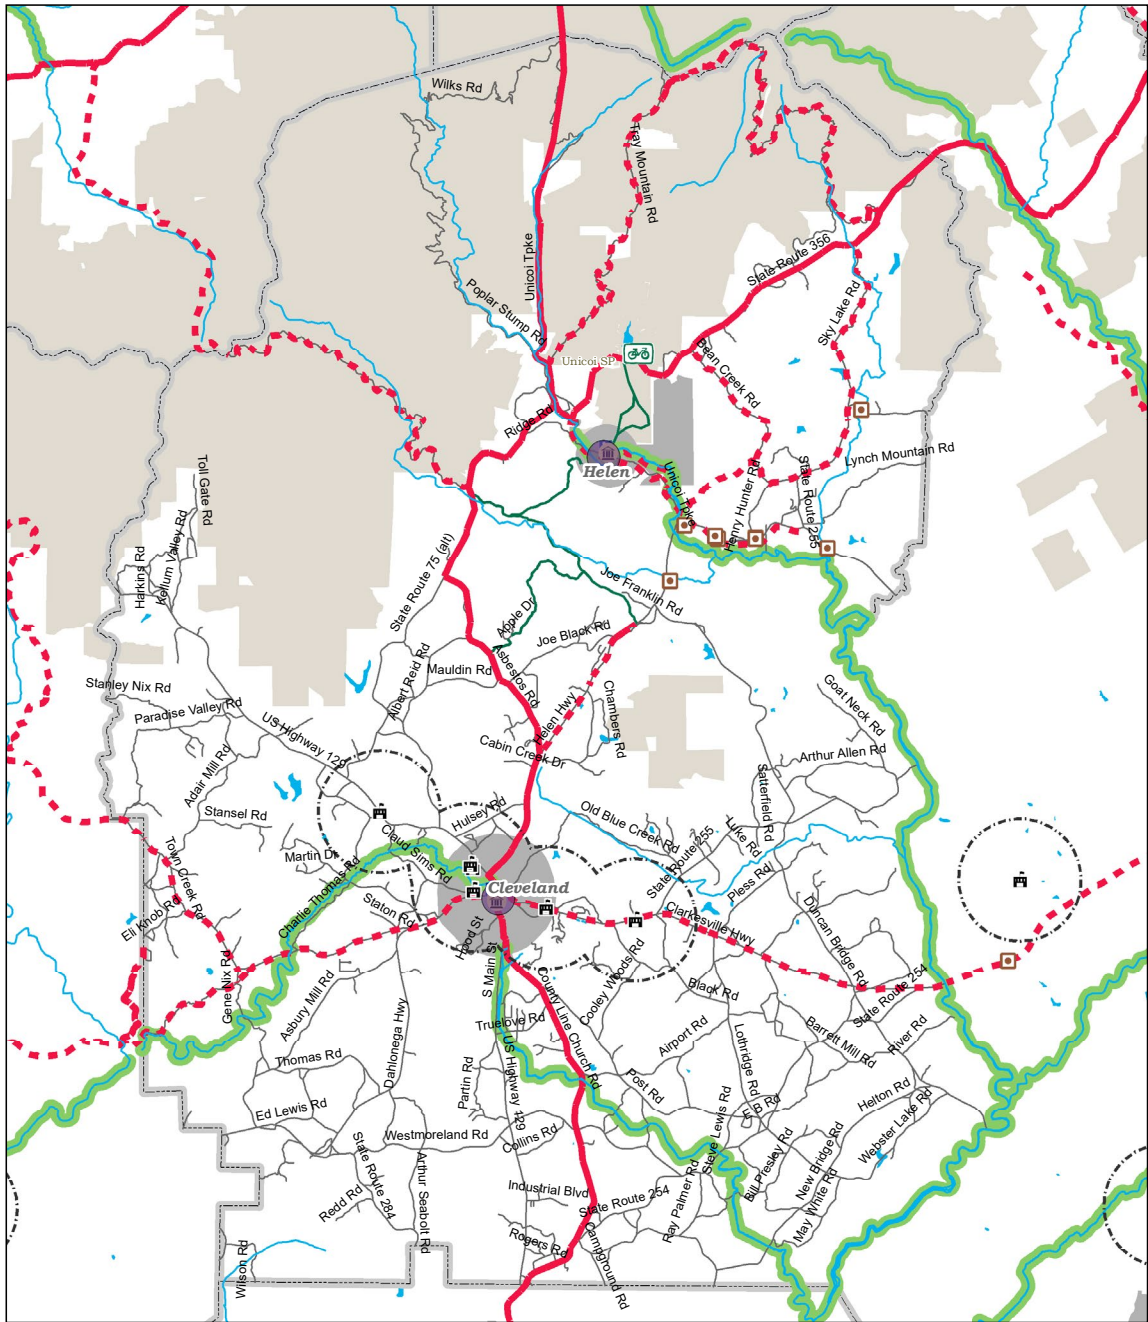 Wilks Rd
Tray Mountain Rd
Unicoi Tpke
State Route 356
Poplar Stump Rd
Sky Lake Rd
Unicoi SP
Bean Creek Rd
Ridge Rd
Helen
Lynch Mountain Rd
Unicoi Tpke
Henry Hunter Rd
State Route 255
Toll Gate Rd
Kellum Valley Rd
Harkins Rd
State Route 75 (alt)
Joe Franklin Rd
Apple Dr
Joe Black Rd
Asbestos Rd
Mauldin Rd
Albert Reid Rd
Stanley Nix Rd
Paradise Valley Rd
US Highway 129
Helen Hwy
Chambers Rd
Goat Neck Rd
Cabin Creek Dr
Arthur Allen Rd
Adair Mill Rd
Satterfield Rd
Stansel Rd
Hulsey Rd
Old Blue Creek Rd
State Route 255
Luke Rd
Claud Sims Rd
Martin Dr
Town Creek Rd
Charlie Thomas Rd
Cleveland
Pless Rd
Staton Rd
Clarkesville Hwy
Duncan Bridge Rd
Eli Knob Rd
Hood St
S Main St
Cooley Woods Rd
Gene Nix Rd
Asbury Mill Rd
County Line Church Rd
Black Rd
State Route 254
Truelove Rd
Airport Rd
Lothridge Rd
Barrett Mill Rd
River Rd
Dahlonega Hwy
Thomas Rd
Partin Rd
US Highway 129
Post Rd
Helton Rd
Ed Lewis Rd
E B Rd
Webster Lake Rd
Westmoreland Rd
Collins Rd
Steve Lewis Rd
Bill Presley Rd
New Bridge Rd
State Route 284
Arthur Seabolt Rd
Redd Rd
Industrial Blvd
State Route 254
Ray Palmer Rd
May White Rd
Rogers Rd
Campground Rd
Wilson Rd